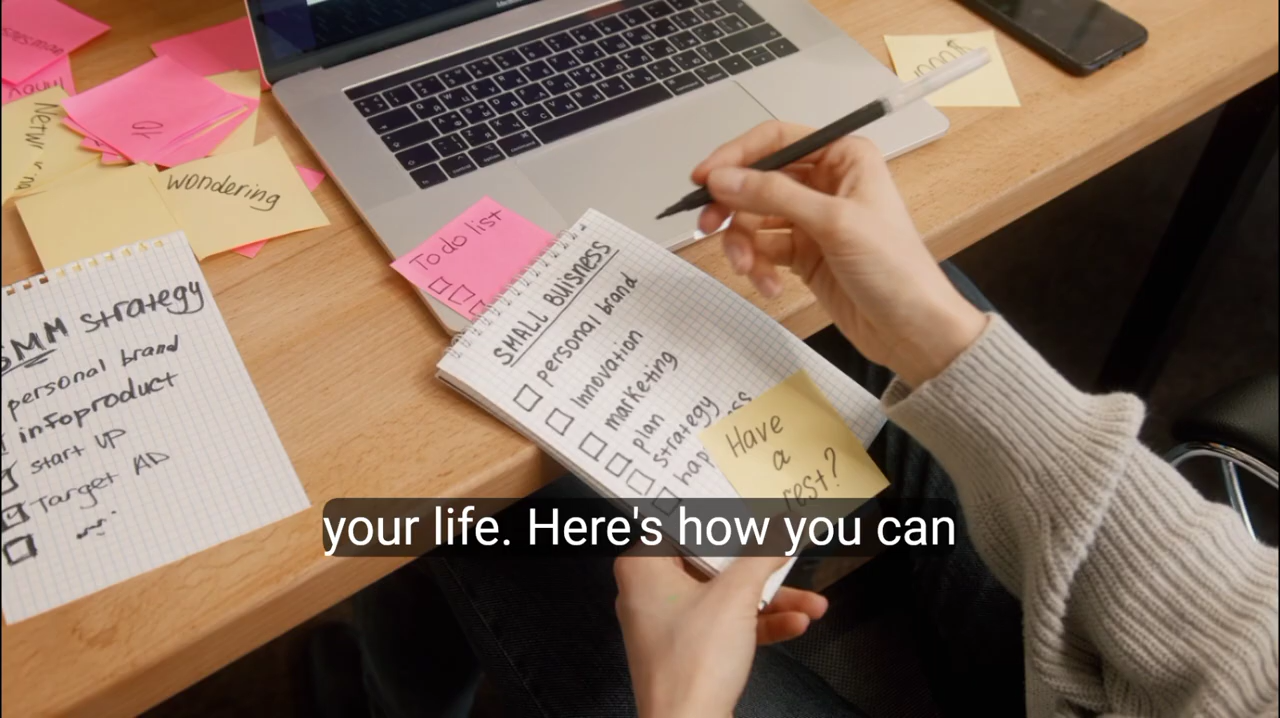 wondering
To do list
SMM strategy
personal brand
infoproduct
start UP
Target AD
SMALL BUISNESS
personal brand
Innovation
marketing
plan
strategy
Have
a
rest?
your life. Here's how you can